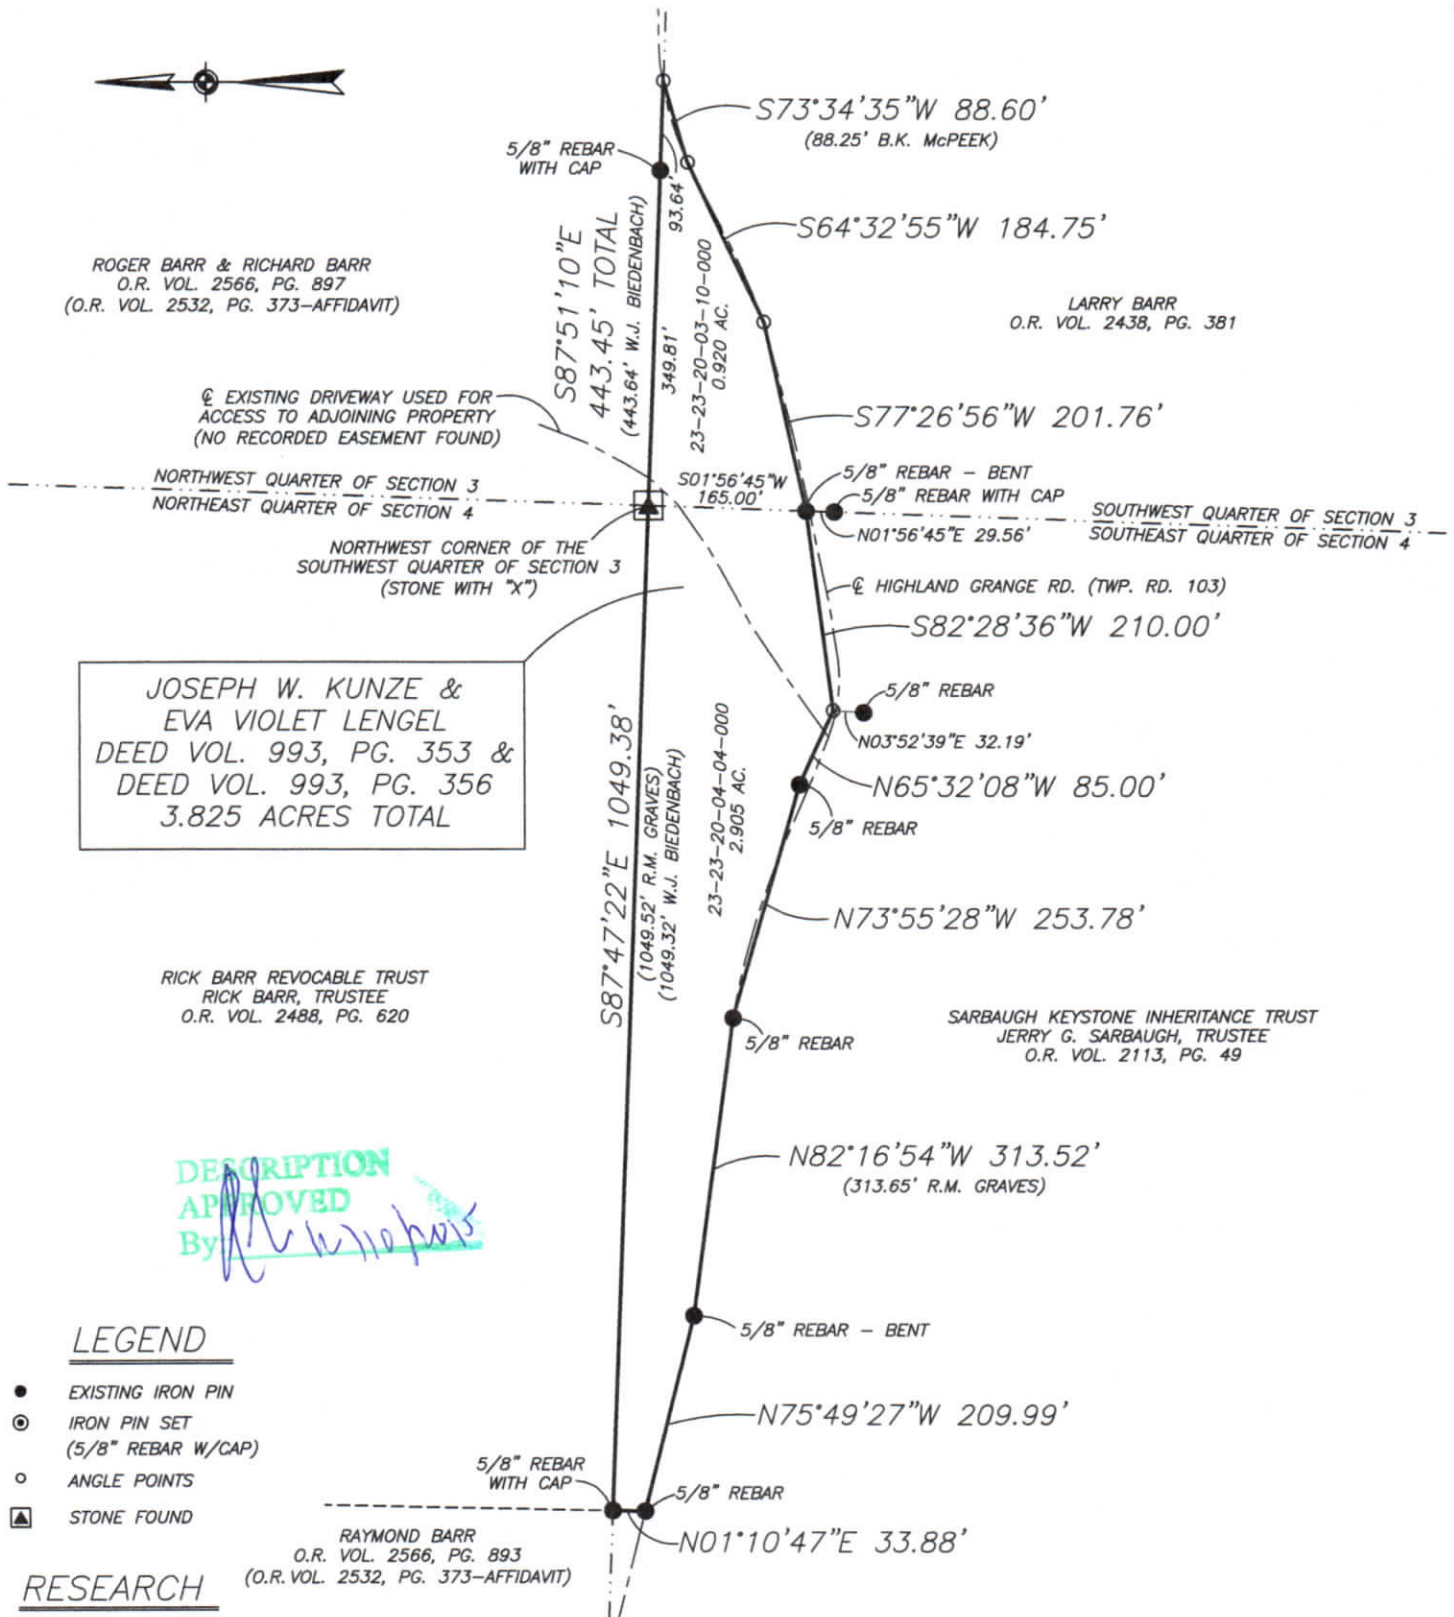 S73°34'35"W 88.60'
(88.25' B.K. McPEEK)
5/8" REBAR
WITH CAP
93.64'
S64°32'55"W 184.75'
ROGER BARR & RICHARD BARR
O.R. VOL. 2566, PG. 897
(O.R. VOL. 2532, PG. 373-AFFIDAVIT)
S87°51'10"E
443.45' TOTAL
(443.64' W.J. BIEDENBACH)
349.81'
23-23-20-03-10-000
0.920 AC.
LARRY BARR
O.R. VOL. 2438, PG. 381
℄ EXISTING DRIVEWAY USED FOR
ACCESS TO ADJOINING PROPERTY
(NO RECORDED EASEMENT FOUND)
S77°26'56"W 201.76'
NORTHWEST QUARTER OF SECTION 3
NORTHEAST QUARTER OF SECTION 4
S01°56'45"W
165.00'
5/8" REBAR - BENT
5/8" REBAR WITH CAP
N01°56'45"E 29.56'
SOUTHWEST QUARTER OF SECTION 3
SOUTHEAST QUARTER OF SECTION 4
NORTHWEST CORNER OF THE
SOUTHWEST QUARTER OF SECTION 3
(STONE WITH "X")
℄ HIGHLAND GRANGE RD. (TWP. RD. 103)
S82°28'36"W 210.00'
JOSEPH W. KUNZE &
EVA VIOLET LENGEL
DEED VOL. 993, PG. 353 &
DEED VOL. 993, PG. 356
3.825 ACRES TOTAL
5/8" REBAR
N03°52'39"E 32.19'
N65°32'08"W 85.00'
5/8" REBAR
S87°47'22"E 1049.38'
(1049.52' R.M. GRAVES)
(1049.32' W.J. BIEDENBACH)
23-23-20-04-04-000
2.905 AC.
N73°55'28"W 253.78'
RICK BARR REVOCABLE TRUST
RICK BARR, TRUSTEE
O.R. VOL. 2488, PG. 620
5/8" REBAR
SARBAUGH KEYSTONE INHERITANCE TRUST
JERRY G. SARBAUGH, TRUSTEE
O.R. VOL. 2113, PG. 49
N82°16'54"W 313.52'
(313.65' R.M. GRAVES)
DESCRIPTION
APPROVED
By
5/8" REBAR - BENT
LEGEND
EXISTING IRON PIN
IRON PIN SET
(5/8" REBAR W/CAP)
ANGLE POINTS
STONE FOUND
N75°49'27"W 209.99'
5/8" REBAR
WITH CAP
5/8" REBAR
N01°10'47"E 33.88'
RAYMOND BARR
O.R. VOL. 2566, PG. 893
(O.R. VOL. 2532, PG. 373-AFFIDAVIT)
RESEARCH